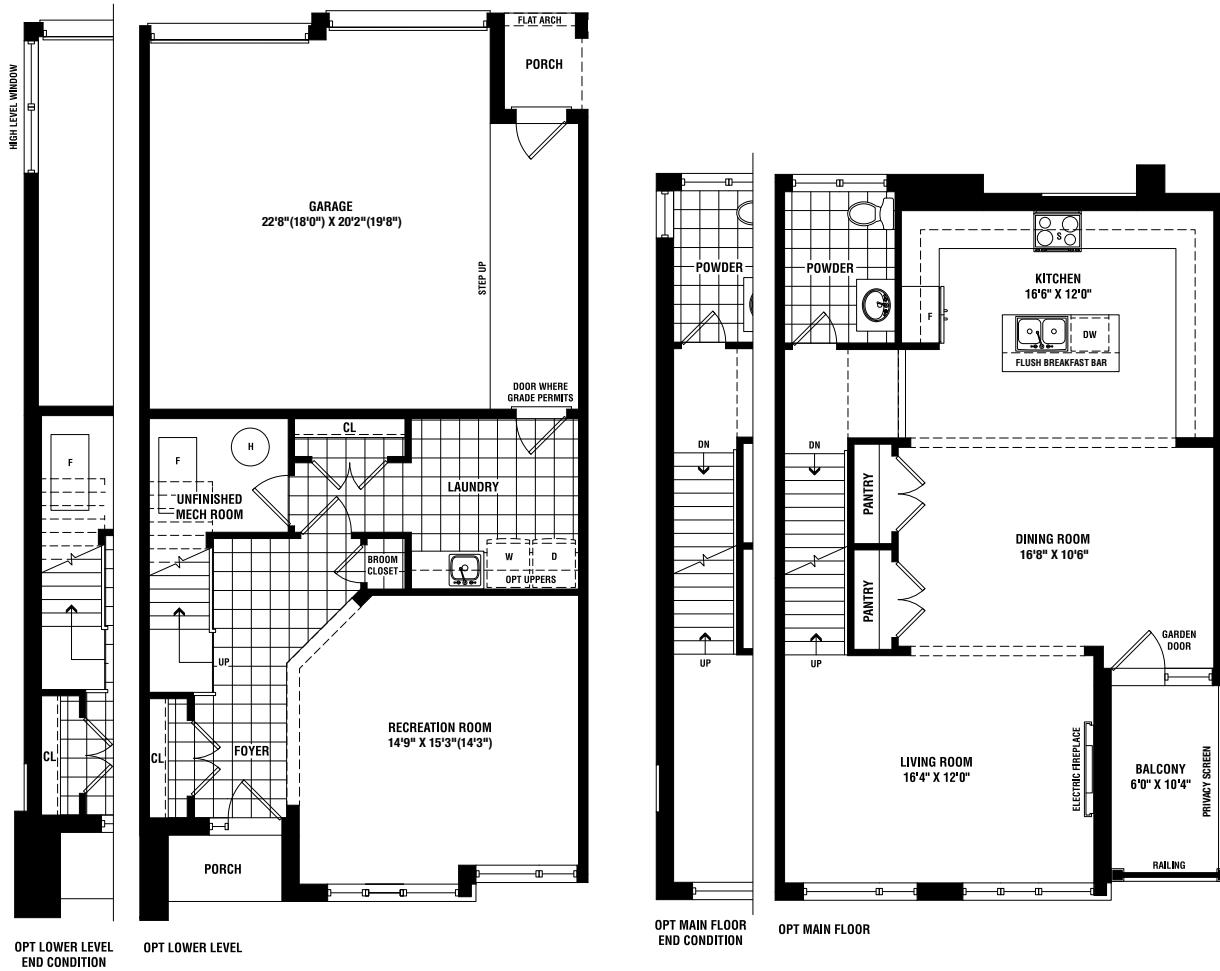 FLAT ARCH
PORCH
HIGH LEVEL WINDOW
GARAGE
22'8"(18'0") X 20'2"(19'8")
STEP UP
DOOR WHERE
GRADE PERMITS
F
F
H
CL
UNFINISHED
MECH ROOM
LAUNDRY
BROOM
CLOSET
W
D
OPT UPPERS
UP
CL
CL
FOYER
RECREATION ROOM
14'9" X 15'3"(14'3")
PORCH
OPT LOWER LEVEL
END CONDITION
OPT LOWER LEVEL
POWDER
POWDER
S
KITCHEN
16'6" X 12'0"
F
DW
FLUSH BREAKFAST BAR
DN
DN
PANTRY
PANTRY
DINING ROOM
16'8" X 10'6"
GARDEN
DOOR
UP
UP
LIVING ROOM
16'4" X 12'0"
ELECTRIC FIREPLACE
BALCONY
6'0" X 10'4"
PRIVACY SCREEN
RAILING
OPT MAIN FLOOR
END CONDITION
OPT MAIN FLOOR